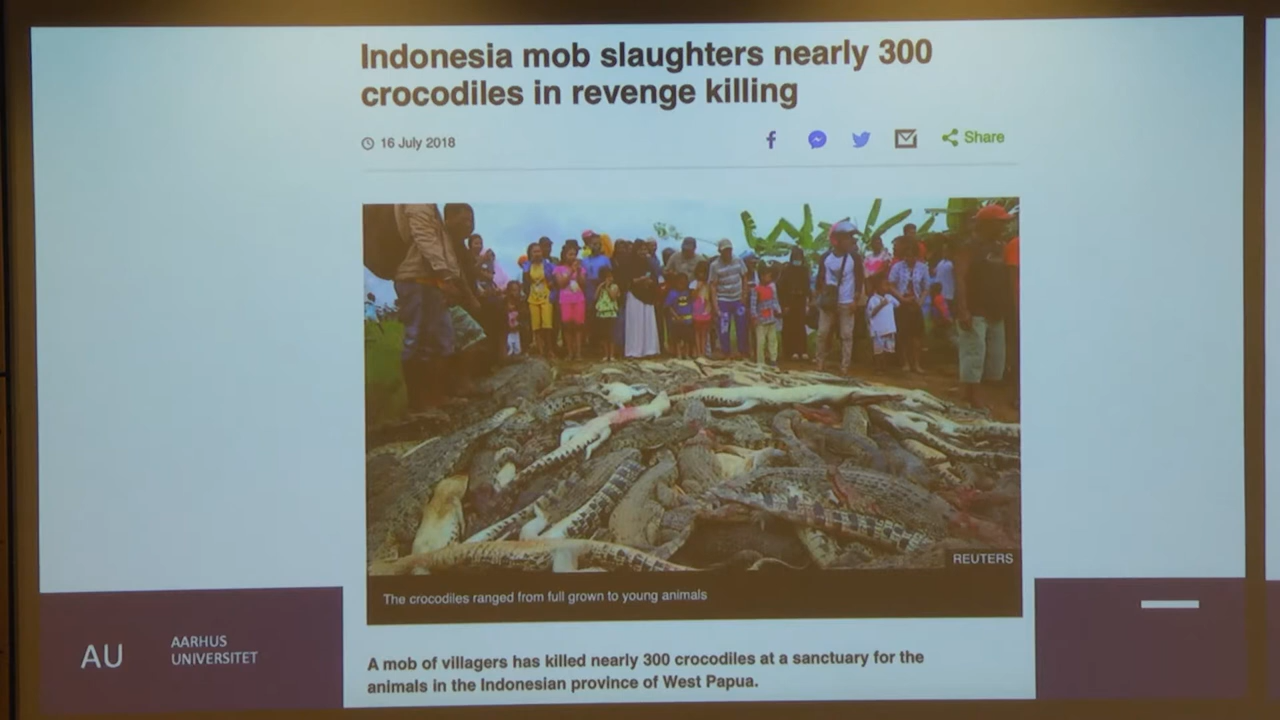 Indonesia mob slaughters nearly 300
crocodiles in revenge killing
16 July 2018
Share
REUTERS
The crocodiles ranged from full grown to young animals
A mob of villagers has killed nearly 300 crocodiles at a sanctuary for the
animals in the Indonesian province of West Papua.
AU
AARHUS
UNIVERSITET